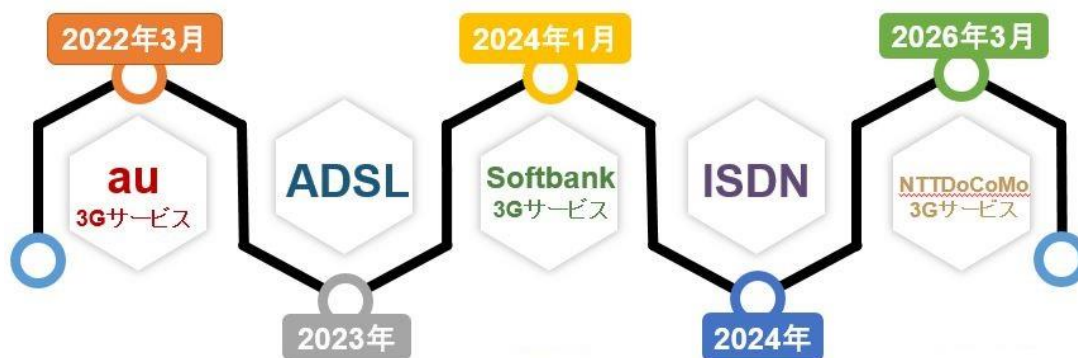 2022年3月
2024年1月
2026年3月
au
3Gサービス
ADSL
Softbank
3Gサービス
ISDN
NTTDoCoMo
3Gサービス
2023年
2024年